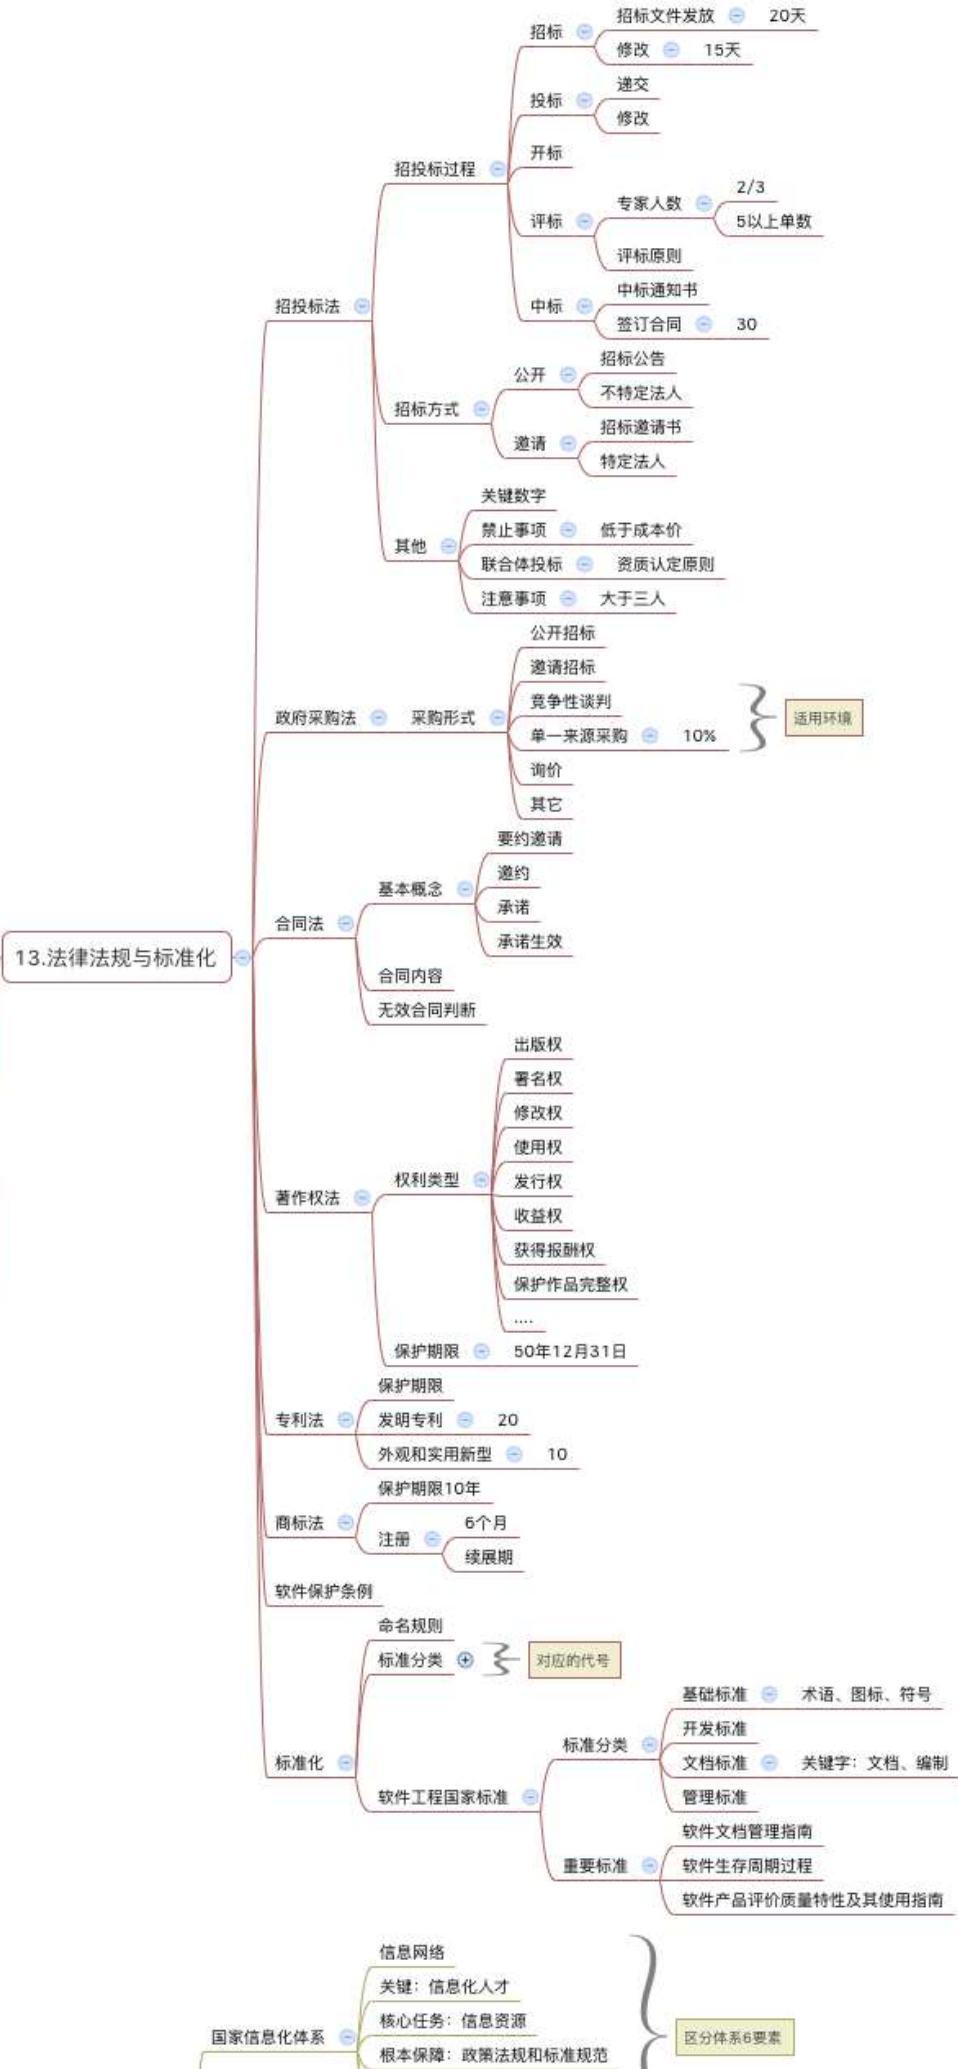 招标文件发放 20天
招标
修改 15天
递交
投标
修改
开标
招投标过程
2/3
专家人数
5以上单数
评标
评标原则
中标通知书
中标
签订合同 30
招投标法
招标公告
公开
不特定法人
招标方式
招标邀请书
邀请
特定法人
关键数字
禁止事项 低于成本价
其他
联合体投标 资质认定原则
注意事项 大于三人
公开招标
邀请招标
竞争性谈判
政府采购法 采购形式
适用环境
单一来源采购 10%
询价
其它
要约邀请
邀约
基本概念
承诺
承诺生效
合同法
合同内容
无效合同判断
13.法律法规与标准化
出版权
署名权
修改权
使用权
权利类型
发行权
著作权法
收益权
获得报酬权
保护作品完整权
....
保护期限 50年12月31日
保护期限
专利法
发明专利 20
外观和实用新型 10
保护期限10年
商标法
6个月
注册
续展期
软件保护条例
命名规则
标准分类
对应的代号
基础标准 术语、图标、符号
开发标准
标准分类
文档标准 关键字：文档、编制
标准化
管理标准
软件工程国家标准
软件文档管理指南
重要标准
软件生存周期过程
软件产品评价质量特性及其使用指南
信息网络
关键：信息化人才
核心任务：信息资源
国家信息化体系
区分体系6要素
根本保障：政策法规和标准规范